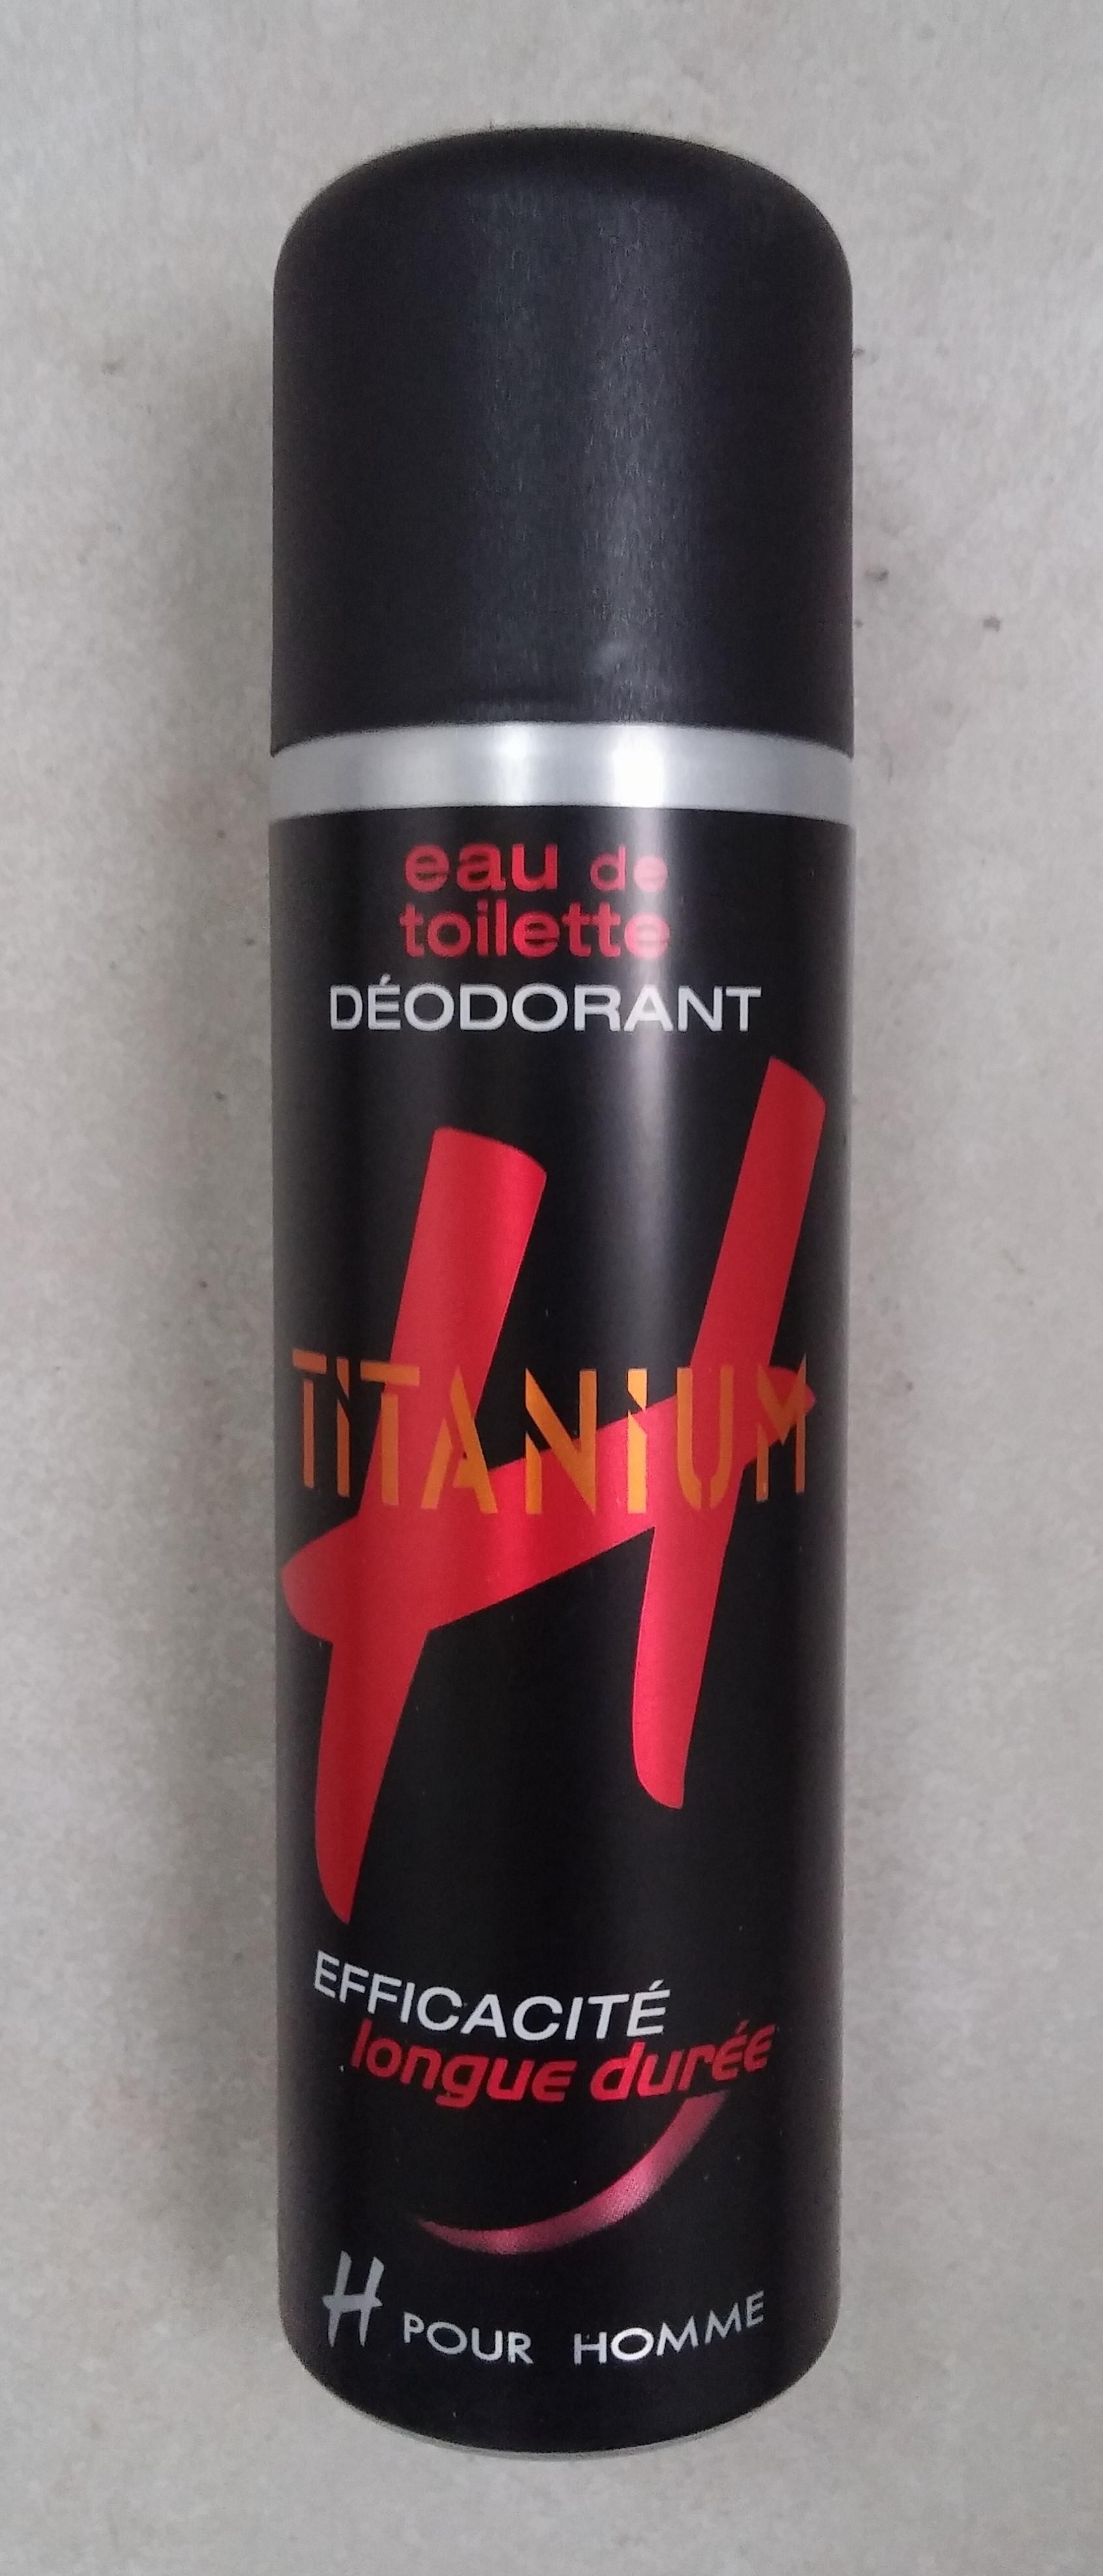 eau de
toilette
DÉODORANT
H
TITANIUM
EFFICACITÉ
longue durée
H POUR HOMME